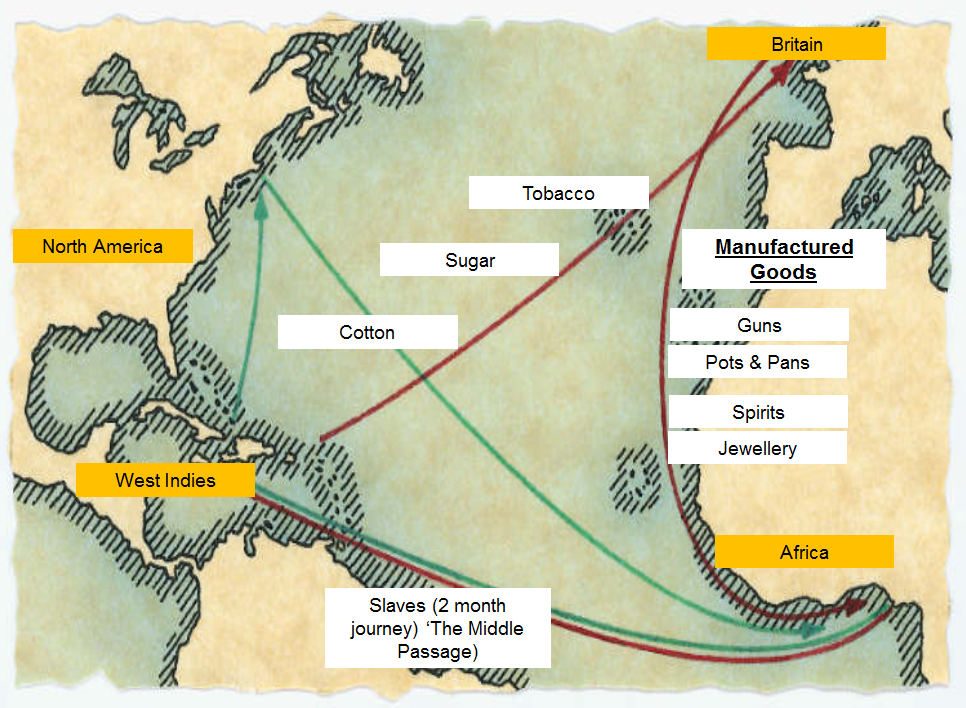 Britain
Tobacco
North America
Manufactured
Goods
Sugar
Guns
Cotton
Pots & Pans
Spirits
Jewellery
West Indies
Africa
Slaves (2 month
journey) ‘The Middle
Passage)